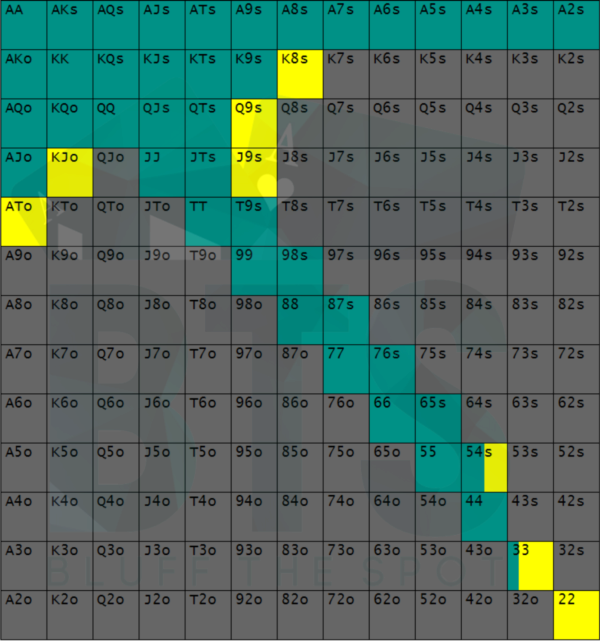 AA AKs AQs AJs ATs A9s A8s A7s A6s A5s A4s A3s A2s
AKo KK KQs KJs KTs K9s K8s K7s K6s K5s K4s K3s K2s
AQo KQo QQ QJs QTs Q9s Q8s Q7s Q6s Q5s Q4s Q3s Q2s
AJo KJo QJo JJ JTs J9s J8s J7s J6s J5s J4s J3s J2s
ATo KTo QTo JTo TT T9s T8s T7s T6s T5s T4s T3s T2s
A9o K9o Q9o J9o T9o 99 98s 97s 96s 95s 94s 93s 92s
A8o K8o Q8o J8o T8o 98o 88 87s 86s 85s 84s 83s 82s
A7o K7o Q7o J7o T7o 97o 87o 77 76s 75s 74s 73s 72s
A6o K6o Q6o J6o T6o 96o 86o 76o 66 65s 64s 63s 62s
A5o K5o Q5o J5o T5o 95o 85o 75o 65o 55 54s 53s 52s
A4o K4o Q4o J4o T4o 94o 84o 74o 64o 54o 44 43s 42s
A3o K3o Q3o J3o T3o 93o 83o 73o 63o 53o 43o 33 32s
A2o K2o Q2o J2o T2o 92o 82o 72o 62o 52o 42o 32o 22
BTS
BLUFF THE SPOT